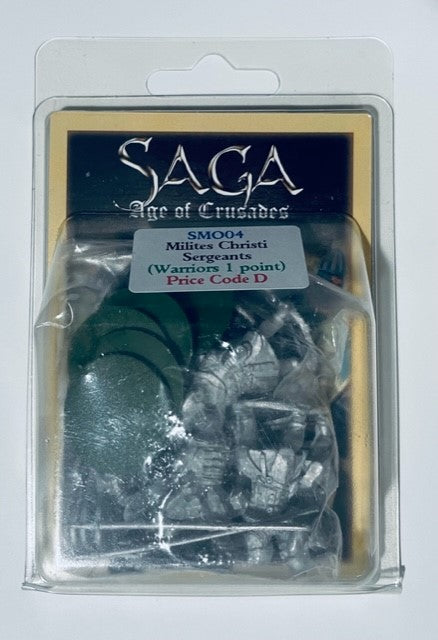 SAGA
Age of Crusades
SMO04
Milites Christi
Sergeants
(Warriors 1 point)
Price Code D